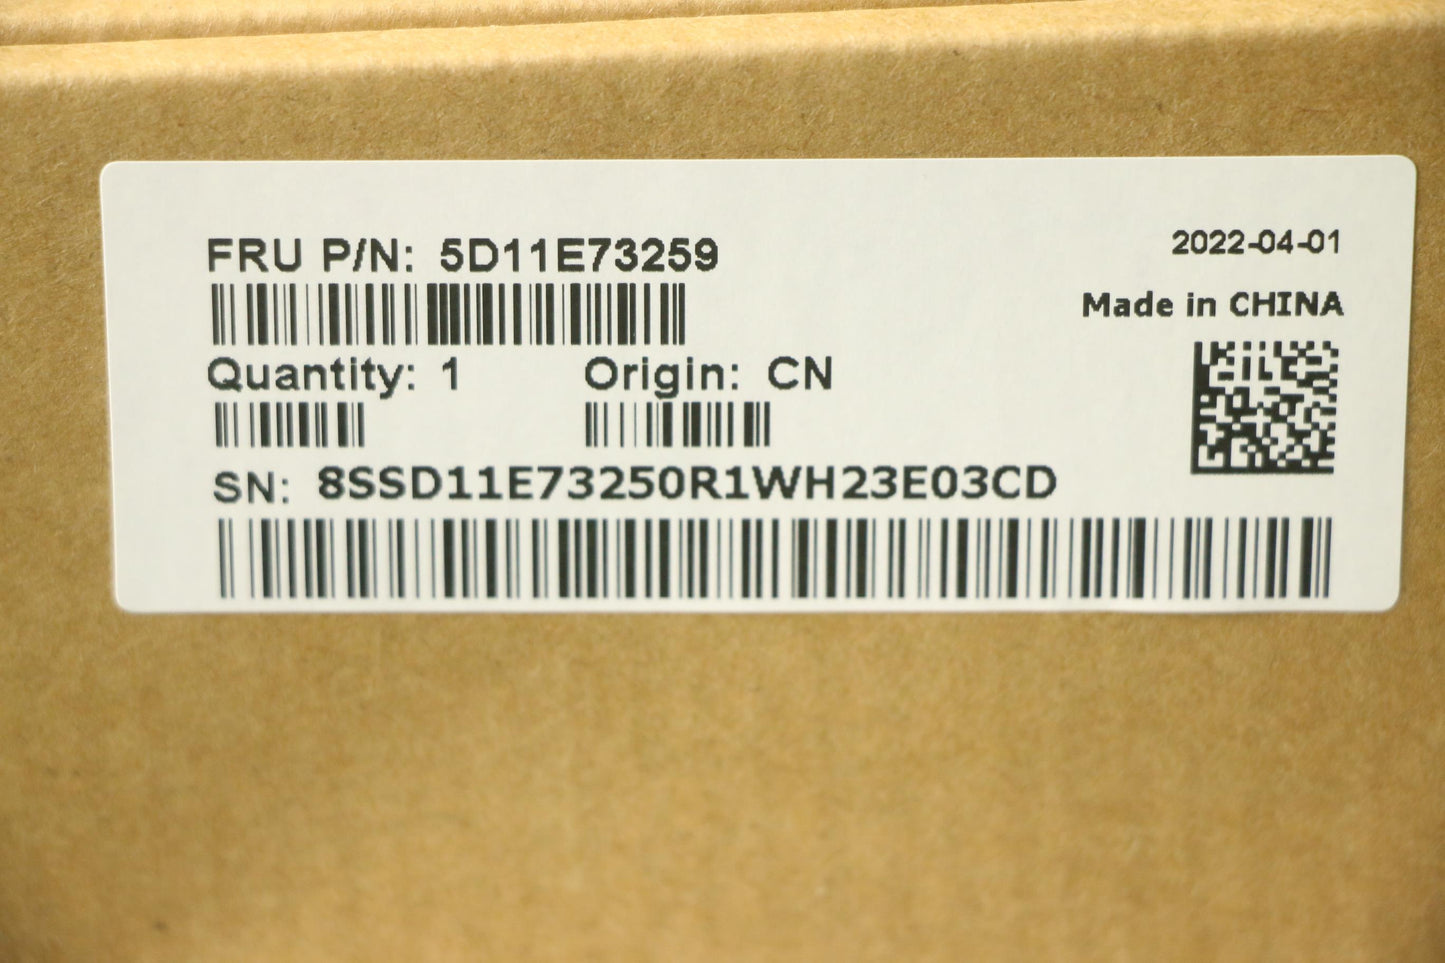 FRU P/N: 5D11E73259
2022-04-01
Made in CHINA
Quantity: 1
Origin: CN
SN: 8SSD11E73250R1WH23E03CD